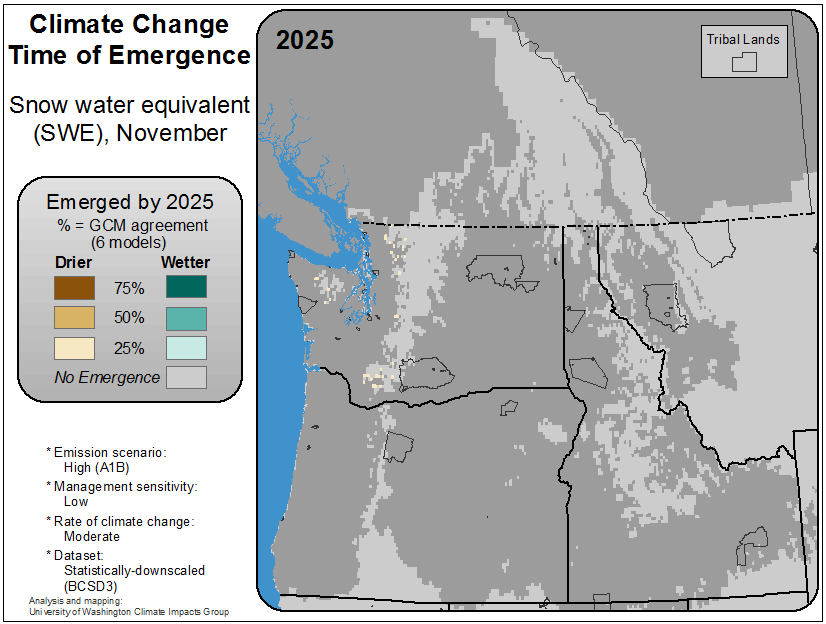 Climate Change
Time of Emergence
Snow water equivalent
(SWE), November
Emerged by 2025
% = GCM agreement
(6 models)
Drier Wetter
75%
50%
25%
No Emergence
* Emission scenario:
High (A1B)
* Management sensitivity:
Low
* Rate of climate change:
Moderate
* Dataset:
Statistically-downscaled
(BCSD3)
Analysis and mapping:
University of Washington Climate Impacts Group
2025
Tribal Lands